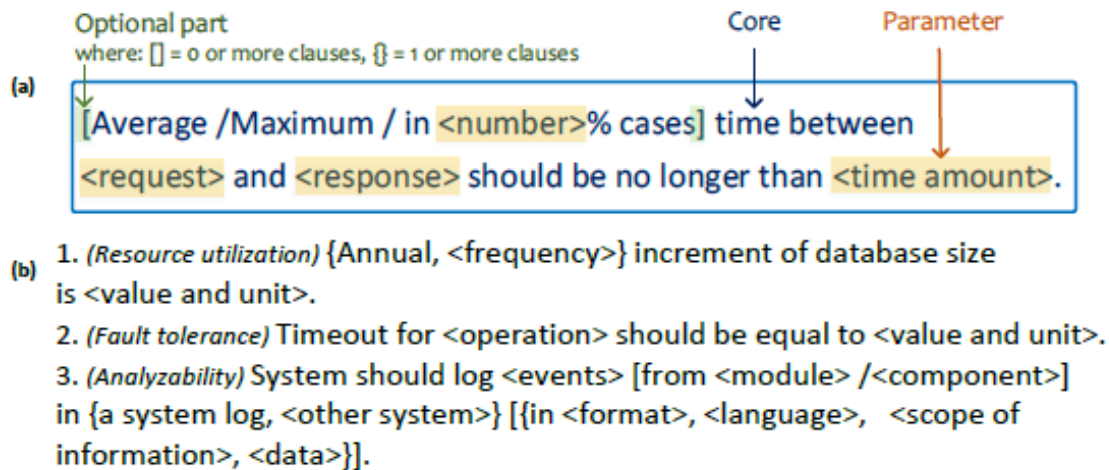 Optional part
where: [] = 0 or more clauses, {} = 1 or more clauses
Core
Parameter
(a)
[Average /Maximum / in <number>% cases] time between
<request> and <response> should be no longer than <time amount>.
(b)
1. (Resource utilization) {Annual, <frequency>} increment of database size
is <value and unit>.
2. (Fault tolerance) Timeout for <operation> should be equal to <value and unit>.
3. (Analyzability) System should log <events> [from <module> /<component>]
in {a system log, <other system>} [{in <format>, <language>, <scope of
information>, <data>}].